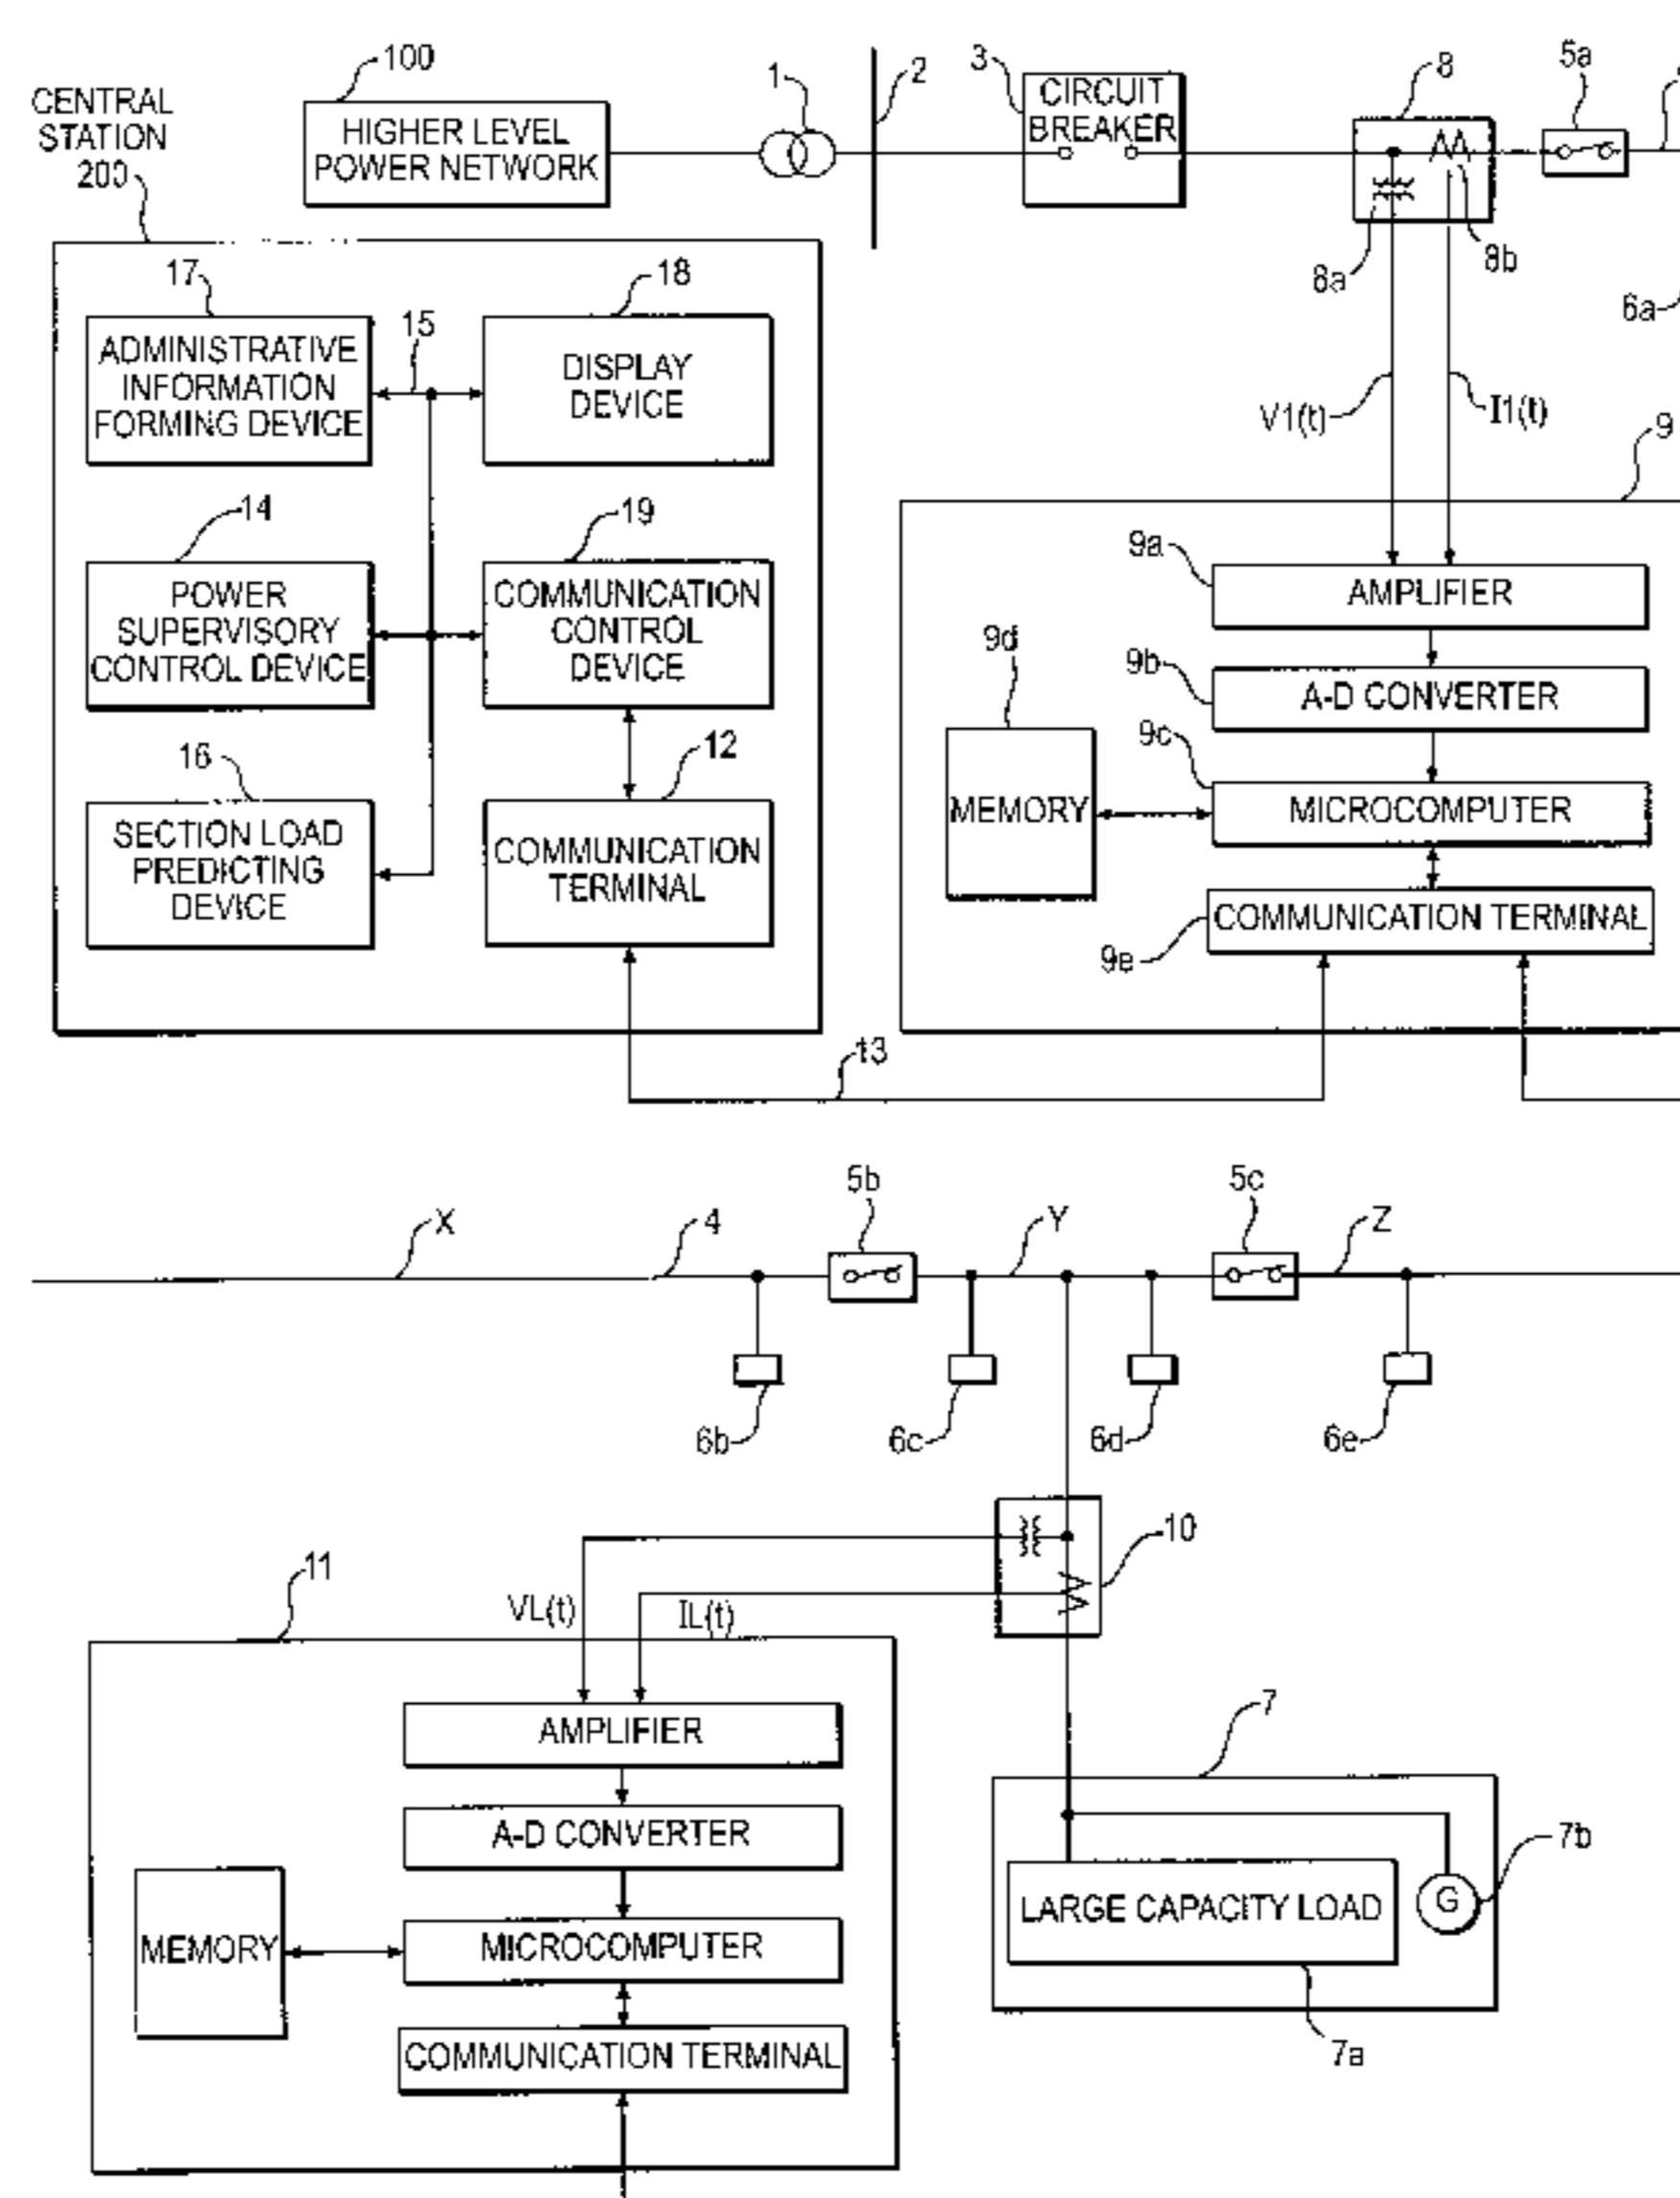 100
CENTRAL
STATION
200
HIGHER LEVEL
POWER NETWORK
1
2
3
CIRCUIT
BREAKER
8
5a
8a
8b
6a
17
ADMINISTRATIVE
INFORMATION
FORMING DEVICE
15
18
DISPLAY
DEVICE
V1(t)
I1(t)
9
14
POWER
SUPERVISORY
CONTROL DEVICE
19
COMMUNICATION
CONTROL
DEVICE
9a
AMPLIFIER
9b
A-D CONVERTER
9d
MEMORY
9c
MICROCOMPUTER
16
SECTION LOAD
PREDICTING
DEVICE
12
COMMUNICATION
TERMINAL
COMMUNICATION TERMINAL
9e
13
X
4
5b
Y
5c
Z
6b
6c
6d
6e
10
11
VL(t)
IL(t)
AMPLIFIER
A-D CONVERTER
MEMORY
MICROCOMPUTER
COMMUNICATION TERMINAL
7
LARGE CAPACITY LOAD
G
7b
7a